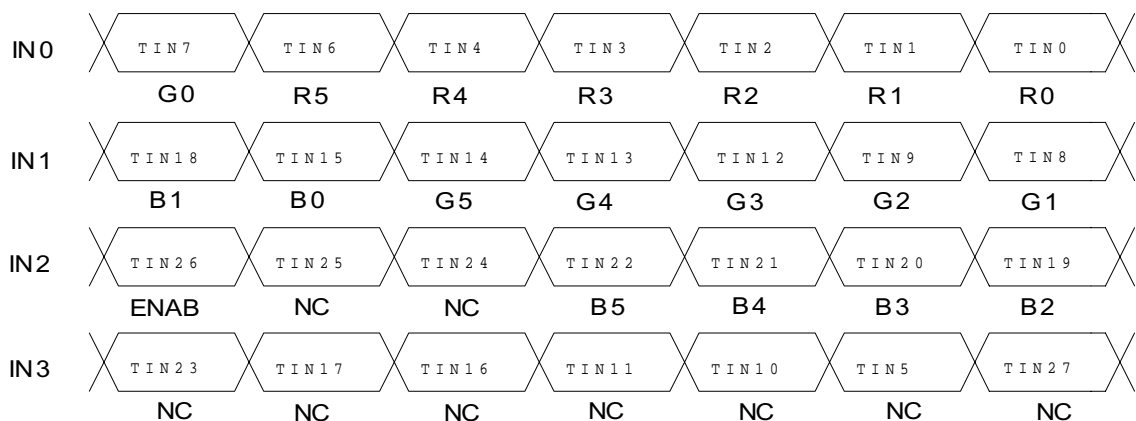 IN0 TIN7 TIN6 TIN4 TIN3 TIN2 TIN1 TIN0
G0 R5 R4 R3 R2 R1 R0
IN1 TIN18 TIN15 TIN14 TIN13 TIN12 TIN9 TIN8
B1 B0 G5 G4 G3 G2 G1
IN2 TIN26 TIN25 TIN24 TIN22 TIN21 TIN20 TIN19
ENAB NC NC B5 B4 B3 B2
IN3 TIN23 TIN17 TIN16 TIN11 TIN10 TIN5 TIN27
NC NC NC NC NC NC NC